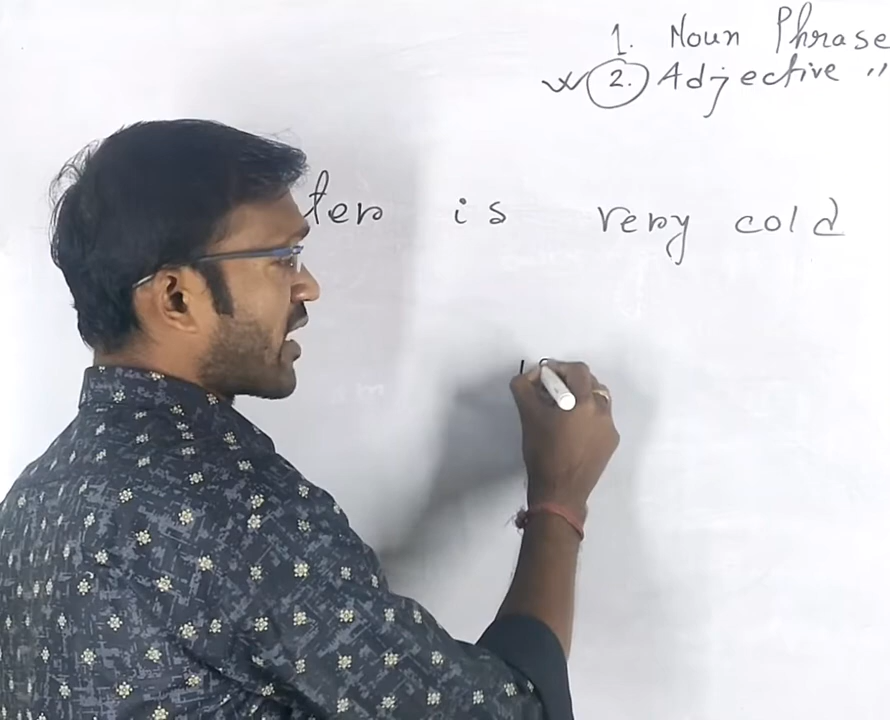 1. Noun Phrase
2. Adjective "
ter is very cold